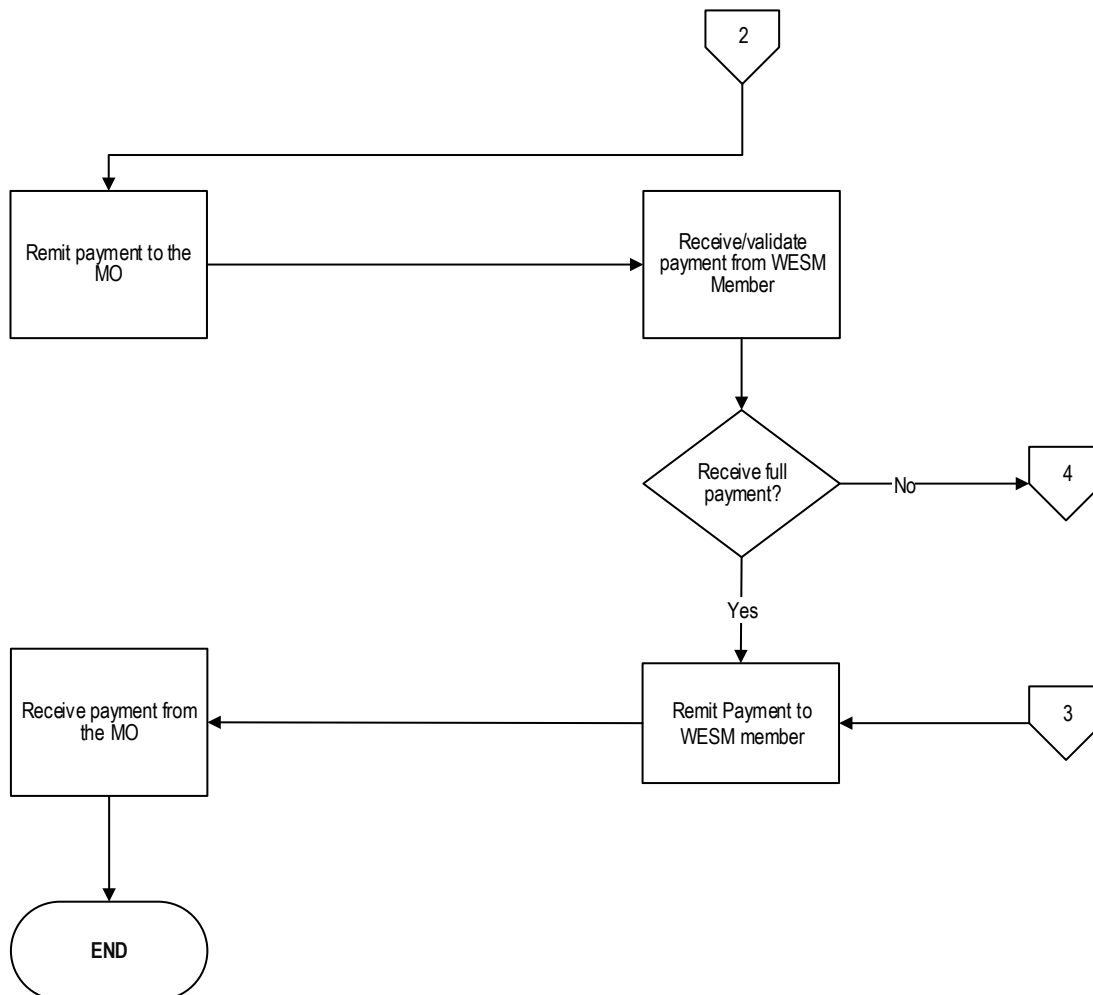 2
Remit payment to the
MO
Receive/validate
payment from WESM
Member
Receive full
payment?
No
4
Yes
Receive payment from
the MO
Remit Payment to
WESM member
3
END